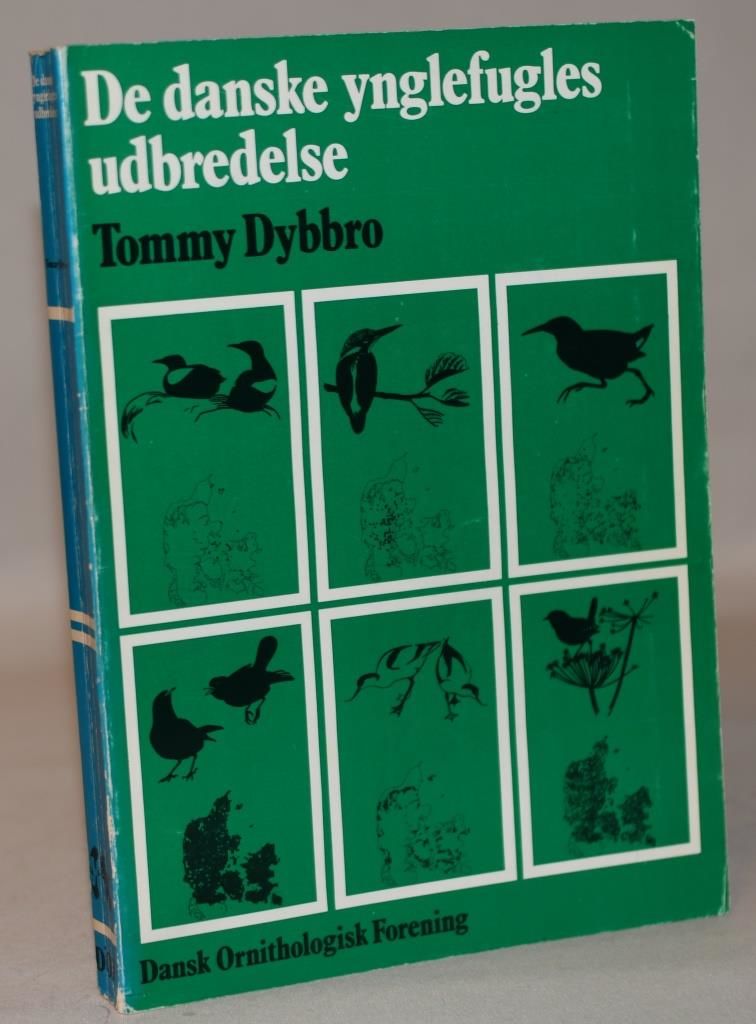 De danske ynglefugles
udbredelse
Tommy Dybbro
Dansk Ornithologisk Forening